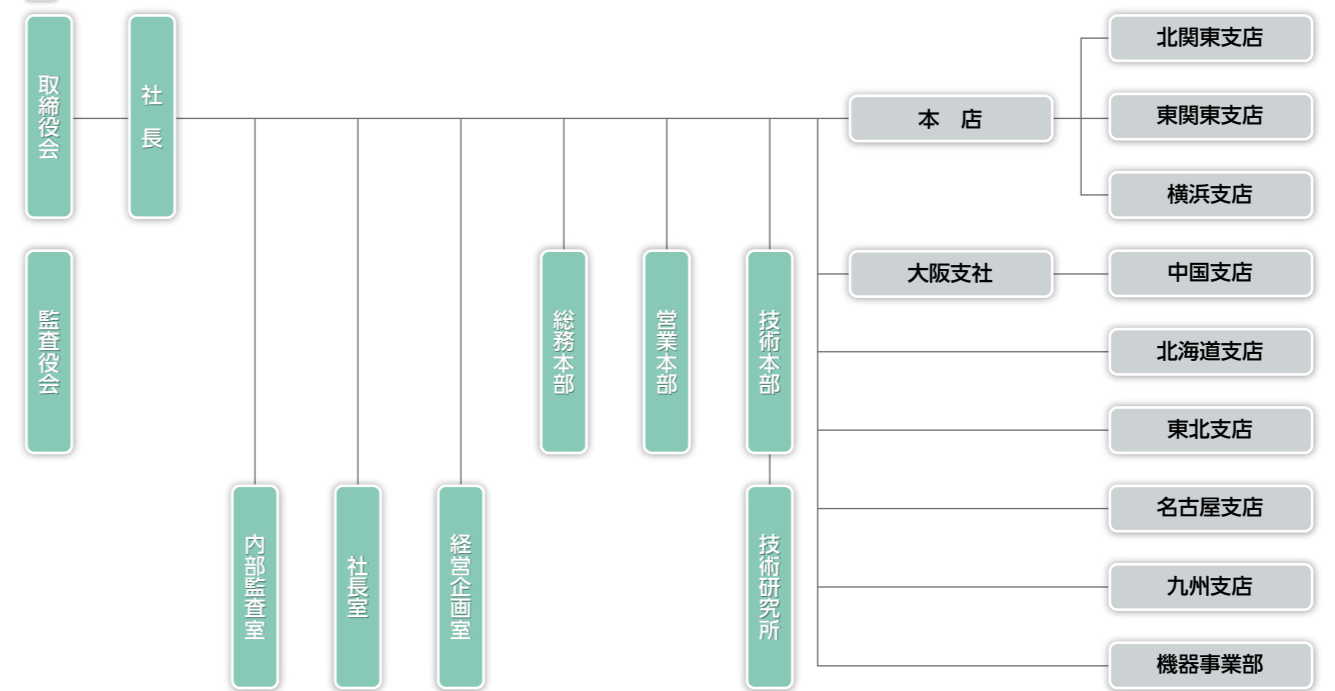 取締役会
社長
監査役会
内部監査室
社長室
経営企画室
総務本部
営業本部
技術本部
技術研究所
本店
北関東支店
東関東支店
横浜支店
大阪支社
中国支店
北海道支店
東北支店
名古屋支店
九州支店
機器事業部